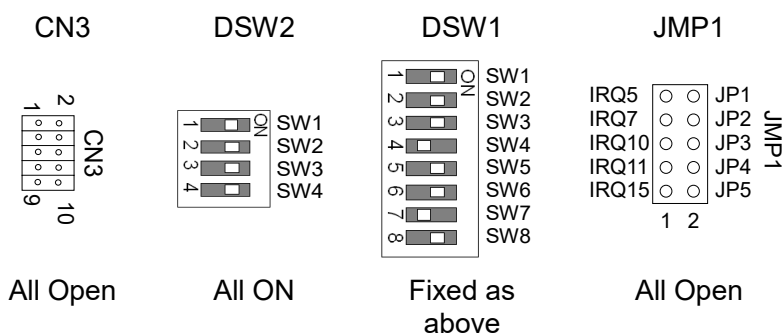 CN3
DSW2
DSW1
JMP1
1
2
CN3
9
10
ON
1 SW1
2 SW2
3 SW3
4 SW4
ON
1 SW1
2 SW2
3 SW3
4 SW4
5 SW5
6 SW6
7 SW7
8 SW8
IRQ5 JP1
IRQ7 JP2
IRQ10 JP3
IRQ11 JP4
IRQ15 JP5
JMP1
1 2
All Open
All ON
Fixed as
above
All Open